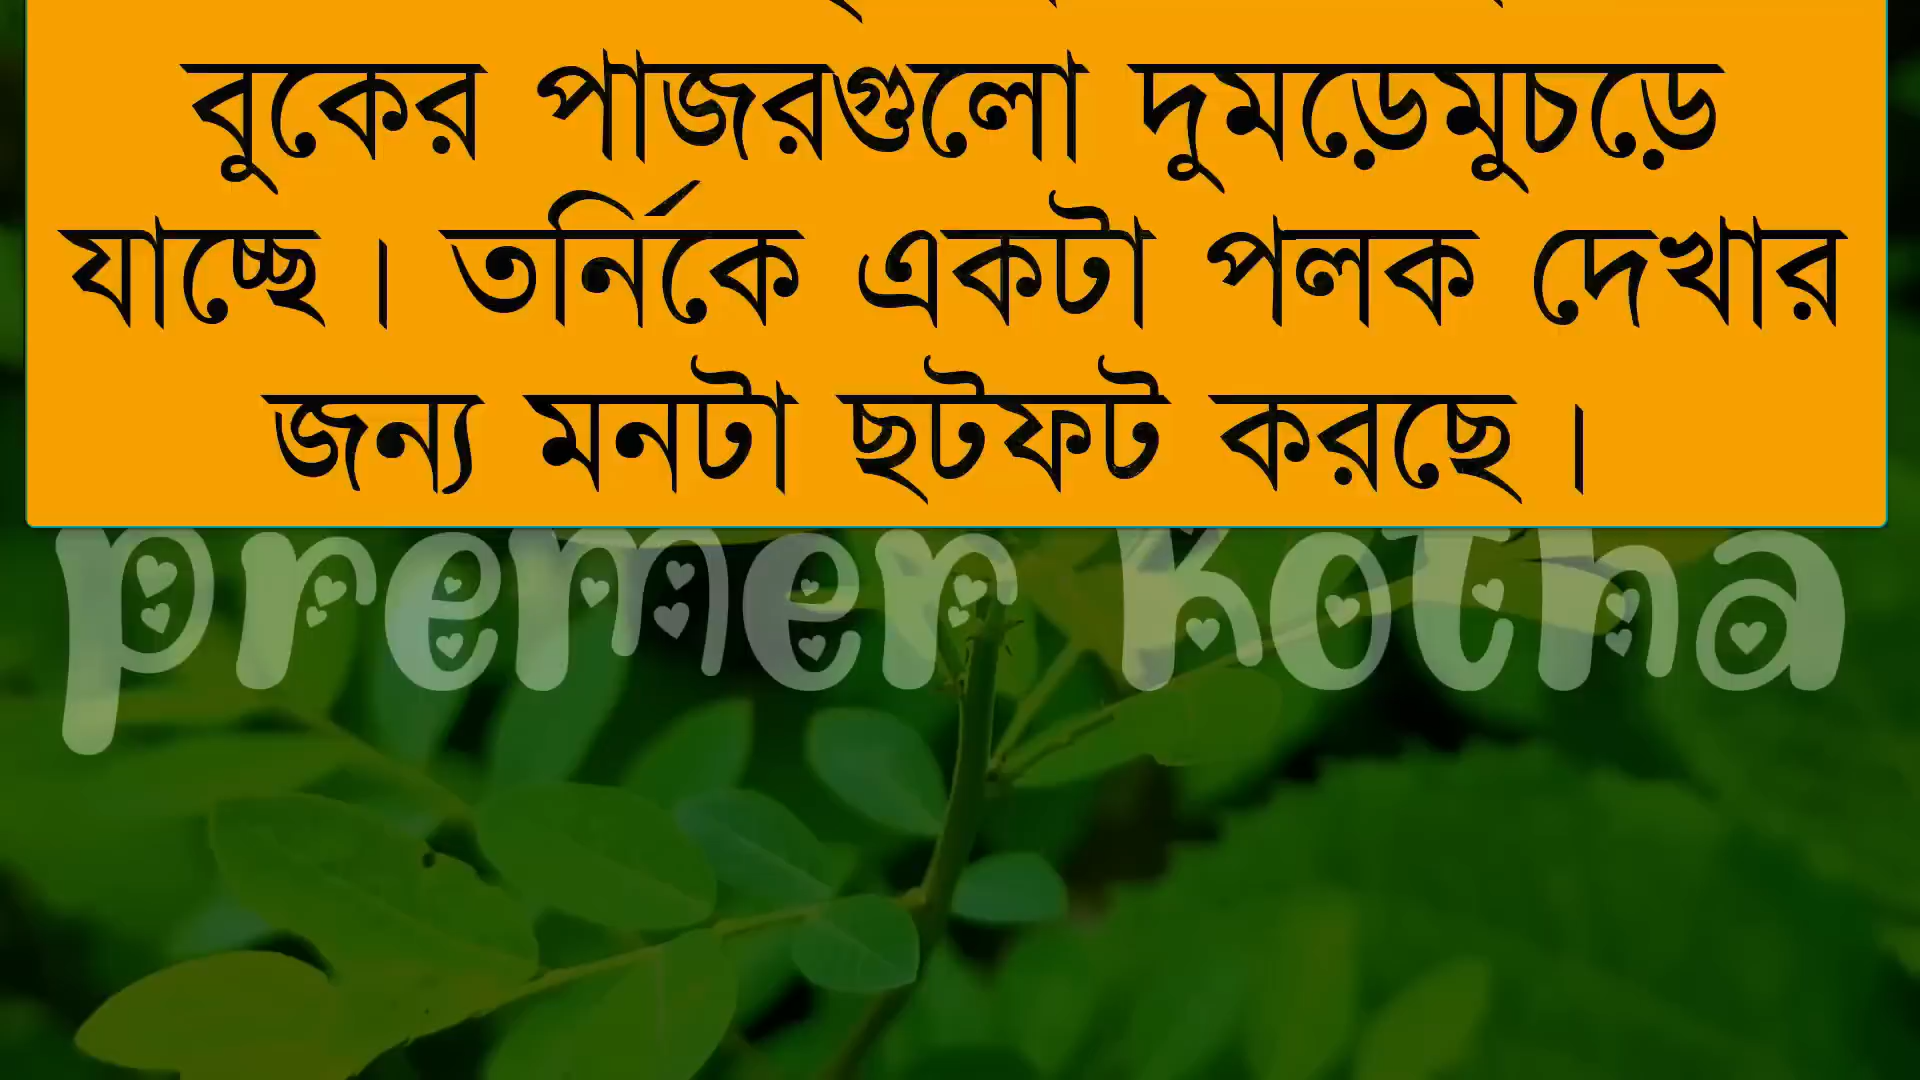 বুকের পাজরগুলো দুমড়েমুচড়ে
যাচ্ছে। তর্নিকে একটা পলক দেখার
জন্য মনটা ছটফট করছে।
premer Kotha